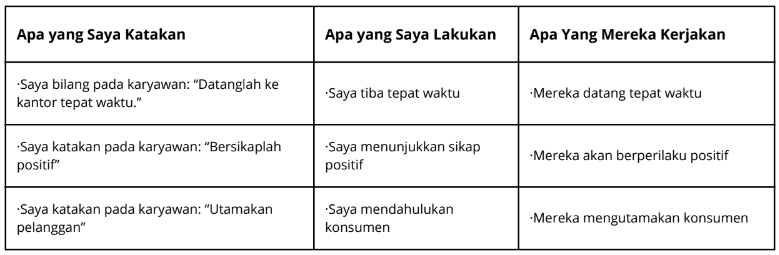 Apa yang Saya Katakan
Apa yang Saya Lakukan
Apa Yang Mereka Kerjakan
·Saya bilang pada karyawan: “Datanglah ke
kantor tepat waktu.”
·Saya tiba tepat waktu
·Mereka datang tepat waktu
·Saya katakan pada karyawan: “Bersikaplah
positif”
·Saya menunjukkan sikap
positif
·Mereka akan berperilaku positif
·Saya katakan pada karyawan: “Utamakan
pelanggan”
·Saya mendahulukan
konsumen
·Mereka mengutamakan konsumen